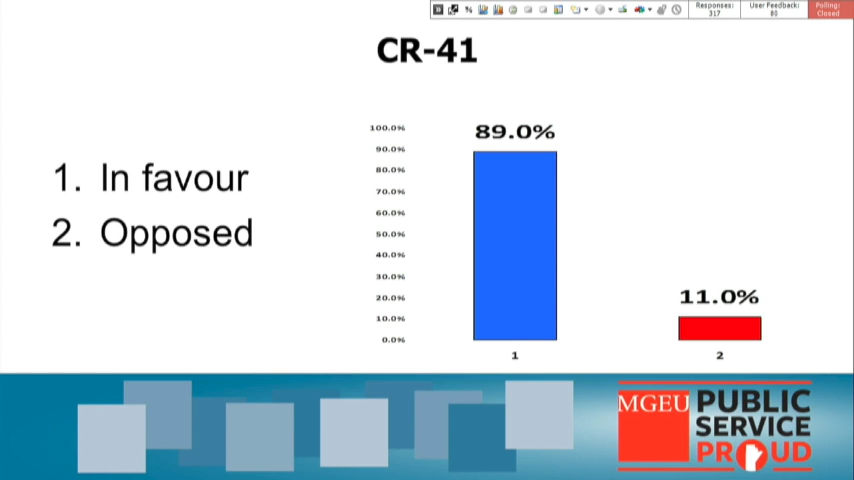 Responses: User Feedback: Polling:
317 80 Closed
CR-41
1. In favour
2. Opposed
100.0%
90.0%
80.0%
70.0%
60.0%
50.0%
40.0%
30.0%
20.0%
10.0%
0.0%
89.0%
11.0%
1 2
MGEU PUBLIC
SERVICE
PROUD